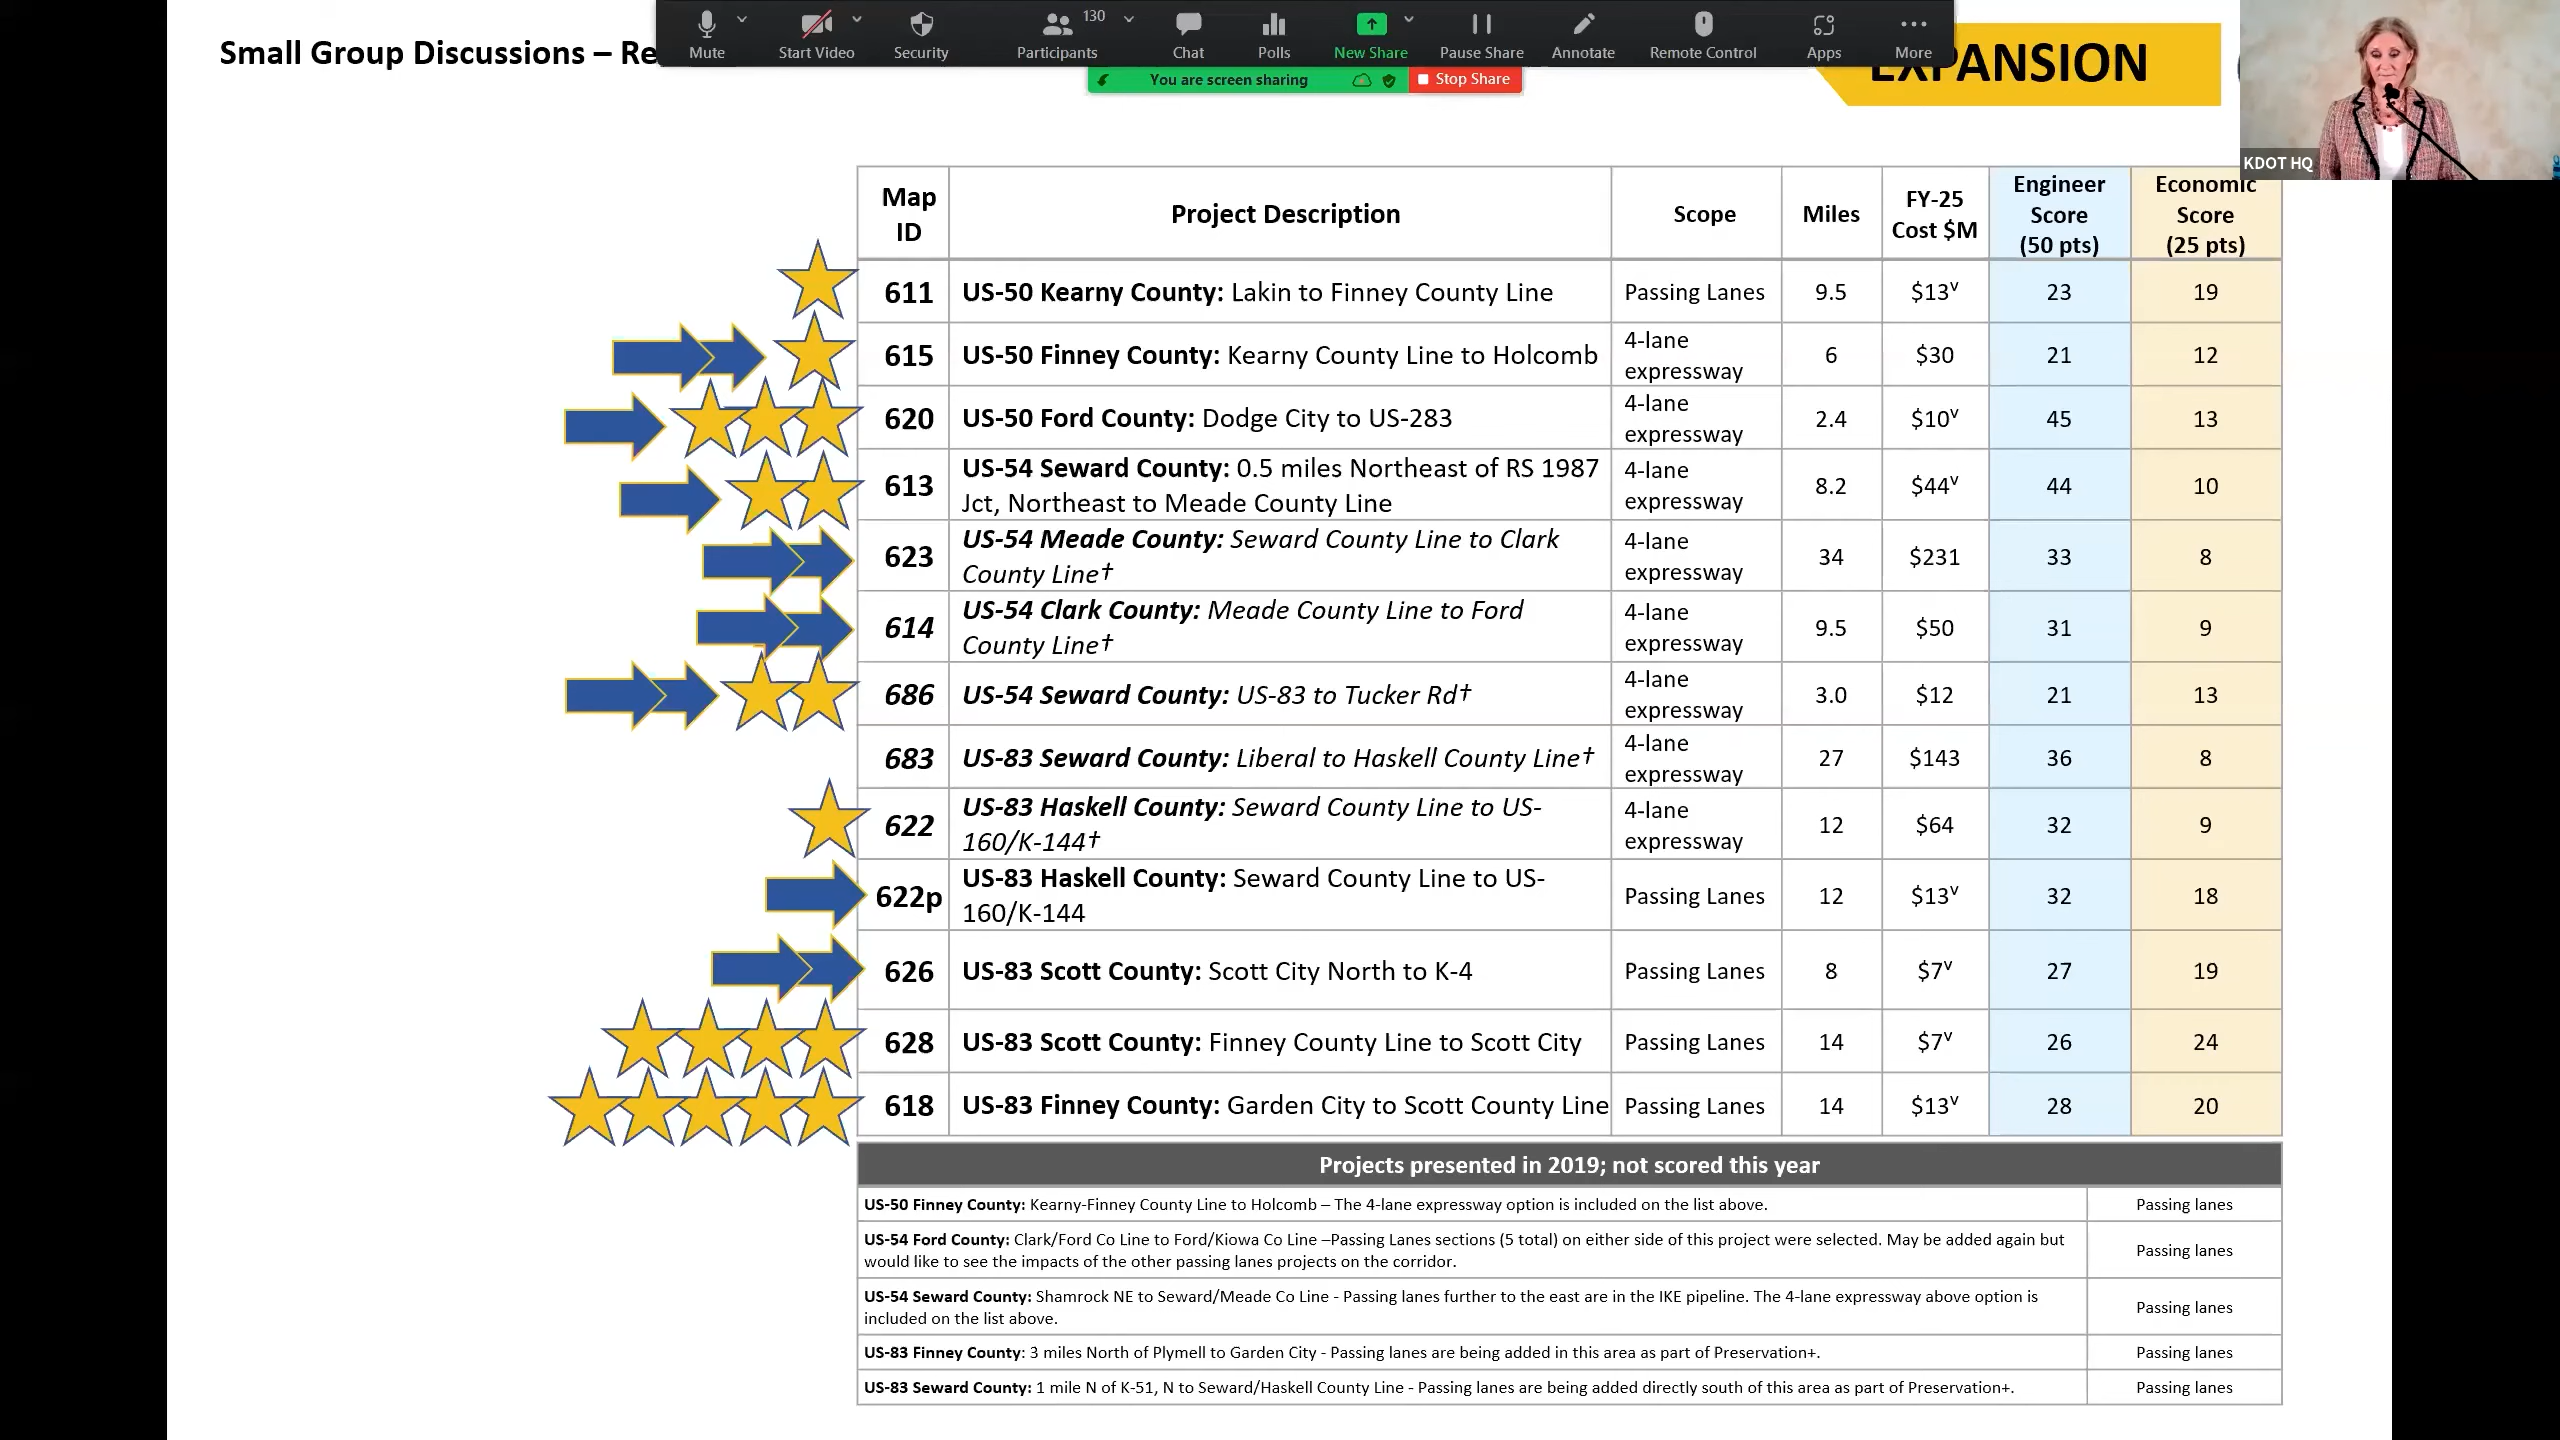 Mute
Start Video
Security
Participants
130
Chat
Polls
New Share
Pause Share
Annotate
Remote Control
Apps
More
You are screen sharing
Stop Share
Small Group Discussions –
EXPANSION
KDOT HQ
Map ID Project Description Scope Miles FY-25 Cost $M Engineer Score (50 pts) Economic Score (25 pts)
611 US-50 Kearny County: Lakin to Finney County Line Passing Lanes 9.5 $13ᵛ 23 19
615 US-50 Finney County: Kearny County Line to Holcomb 4-lane expressway 6 $30 21 12
620 US-50 Ford County: Dodge City to US-283 4-lane expressway 2.4 $10ᵛ 45 13
613 US-54 Seward County: 0.5 miles Northeast of RS 1987 Jct, Northeast to Meade County Line 4-lane expressway 8.2 $44ᵛ 44 10
623 US-54 Meade County: Seward County Line to Clark County Line† 4-lane expressway 34 $231 33 8
614 US-54 Clark County: Meade County Line to Ford County Line† 4-lane expressway 9.5 $50 31 9
686 US-54 Seward County: US-83 to Tucker Rd† 4-lane expressway 3.0 $12 21 13
683 US-83 Seward County: Liberal to Haskell County Line† 4-lane expressway 27 $143 36 8
622 US-83 Haskell County: Seward County Line to US-160/K-144† 4-lane expressway 12 $64 32 9
622p US-83 Haskell County: Seward County Line to US-160/K-144 Passing Lanes 12 $13ᵛ 32 18
626 US-83 Scott County: Scott City North to K-4 Passing Lanes 8 $7ᵛ 27 19
628 US-83 Scott County: Finney County Line to Scott City Passing Lanes 14 $7ᵛ 26 24
618 US-83 Finney County: Garden City to Scott County Line Passing Lanes 14 $13ᵛ 28 20
Projects presented in 2019; not scored this year
US-50 Finney County: Kearny-Finney County Line to Holcomb – The 4-lane expressway option is included on the list above. Passing lanes
US-54 Ford County: Clark/Ford Co Line to Ford/Kiowa Co Line –Passing Lanes sections (5 total) on either side of this project were selected. May be added again but
would like to see the impacts of the other passing lanes projects on the corridor. Passing lanes
US-54 Seward County: Shamrock NE to Seward/Meade Co Line - Passing lanes further to the east are in the IKE pipeline. The 4-lane expressway above option is
included on the list above. Passing lanes
US-83 Finney County: 3 miles North of Plymell to Garden City - Passing lanes are being added in this area as part of Preservation+. Passing lanes
US-83 Seward County: 1 mile N of K-51, N to Seward/Haskell County Line - Passing lanes are being added directly south of this area as part of Preservation+. Passing lanes